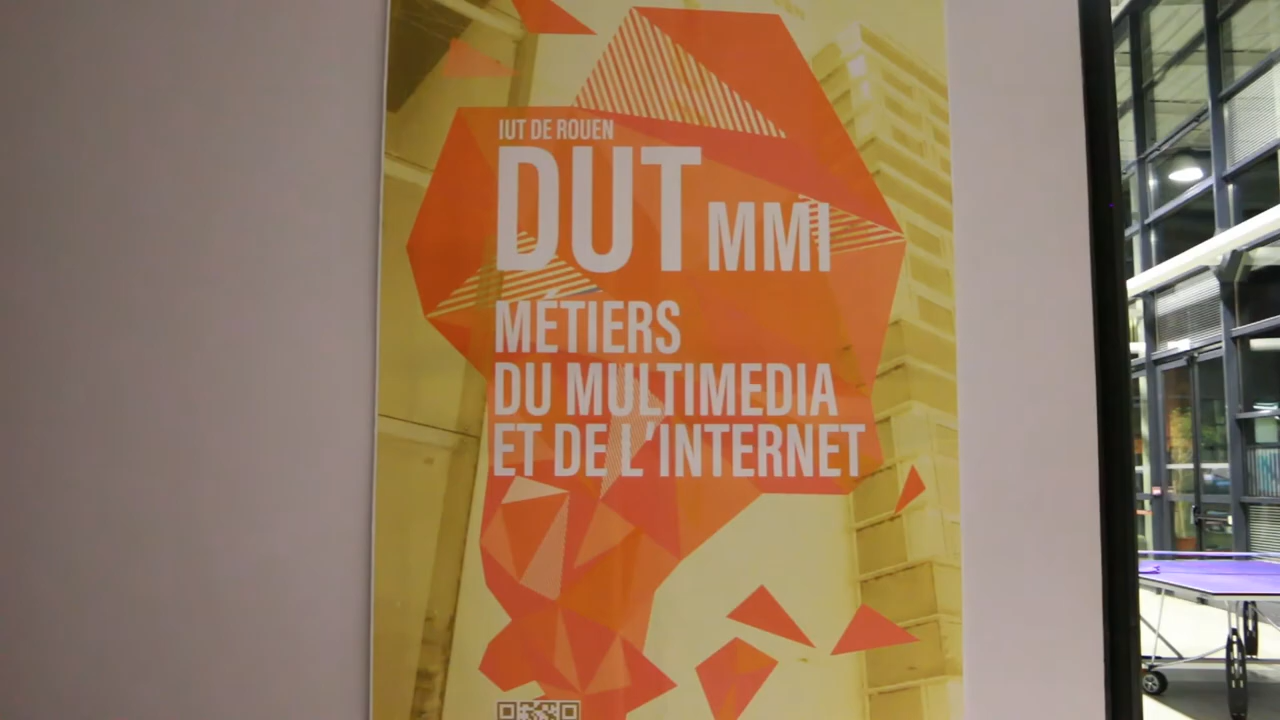 IUT DE ROUEN
DUT MMI
MÉTIERS
DU MULTIMEDIA
ET DE L'INTERNET